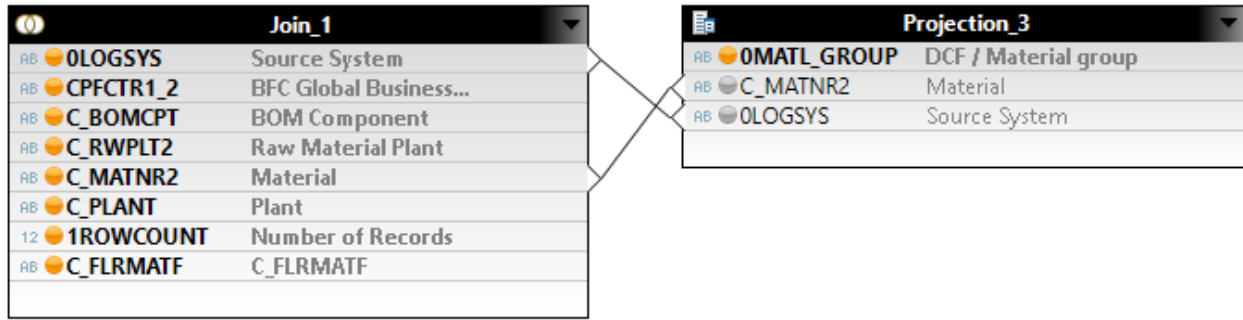 Join_1
AB 0LOGSYS Source System
AB CPFCTR1_2 BFC Global Business...
AB C_BOMCPT BOM Component
AB C_RWPLT2 Raw Material Plant
AB C_MATNR2 Material
AB C_PLANT Plant
12 1ROWCOUNT Number of Records
AB C_FLRMATF C_FLRMATF
Projection_3
AB 0MATL_GROUP DCF / Material group
AB C_MATNR2 Material
AB 0LOGSYS Source System